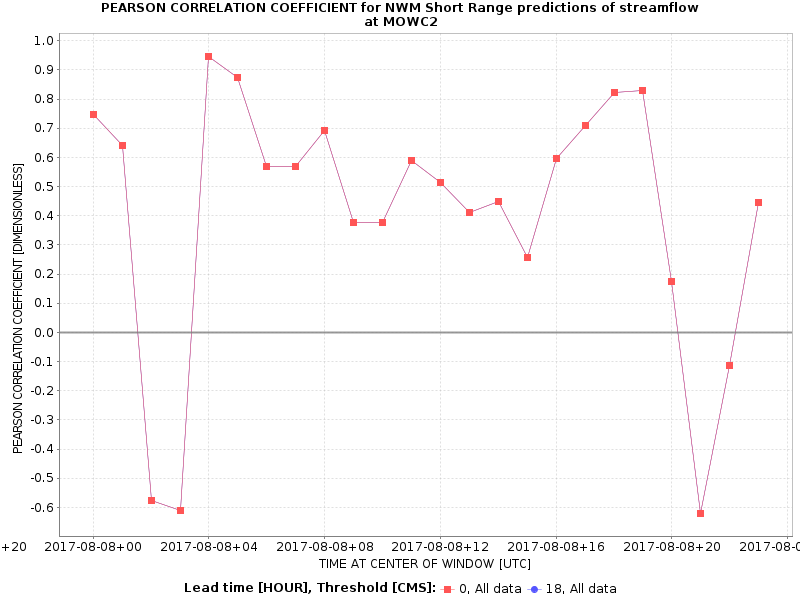 PEARSON CORRELATION COEFFICIENT for NWM Short Range predictions of streamflow
at MOWC2
PEARSON CORRELATION COEFFICIENT [DIMENSIONLESS]
1.0
0.9
0.8
0.7
0.6
0.5
0.4
0.3
0.2
0.1
0.0
-0.1
-0.2
-0.3
-0.4
-0.5
-0.6
+20 2017-08-08+00 2017-08-08+04 2017-08-08+08 2017-08-08+12 2017-08-08+16 2017-08-08+20 2017-08-0
TIME AT CENTER OF WINDOW [UTC]
Lead time [HOUR], Threshold [CMS]: 0, All data 18, All data